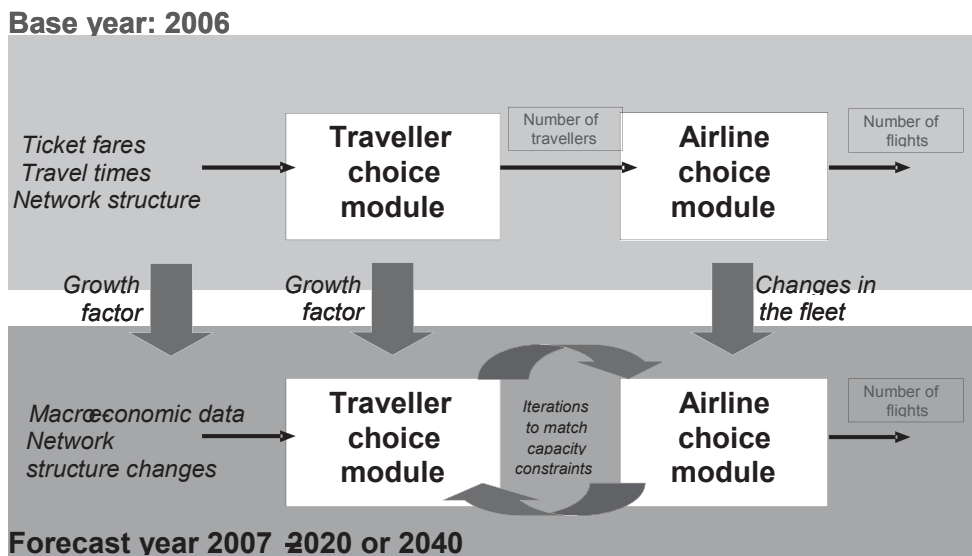 Base year: 2006
Ticket fares
Travel times
Network structure
Traveller
choice
module
Number of
travellers
Airline
choice
module
Number of
flights
Growth
factor
Growth
factor
Changes in
the fleet
Macro-economic data
Network
structure changes
Traveller
choice
module
Iterations
to match
capacity
constraints
Airline
choice
module
Number of
flights
Forecast year 2007 -2020 or 2040